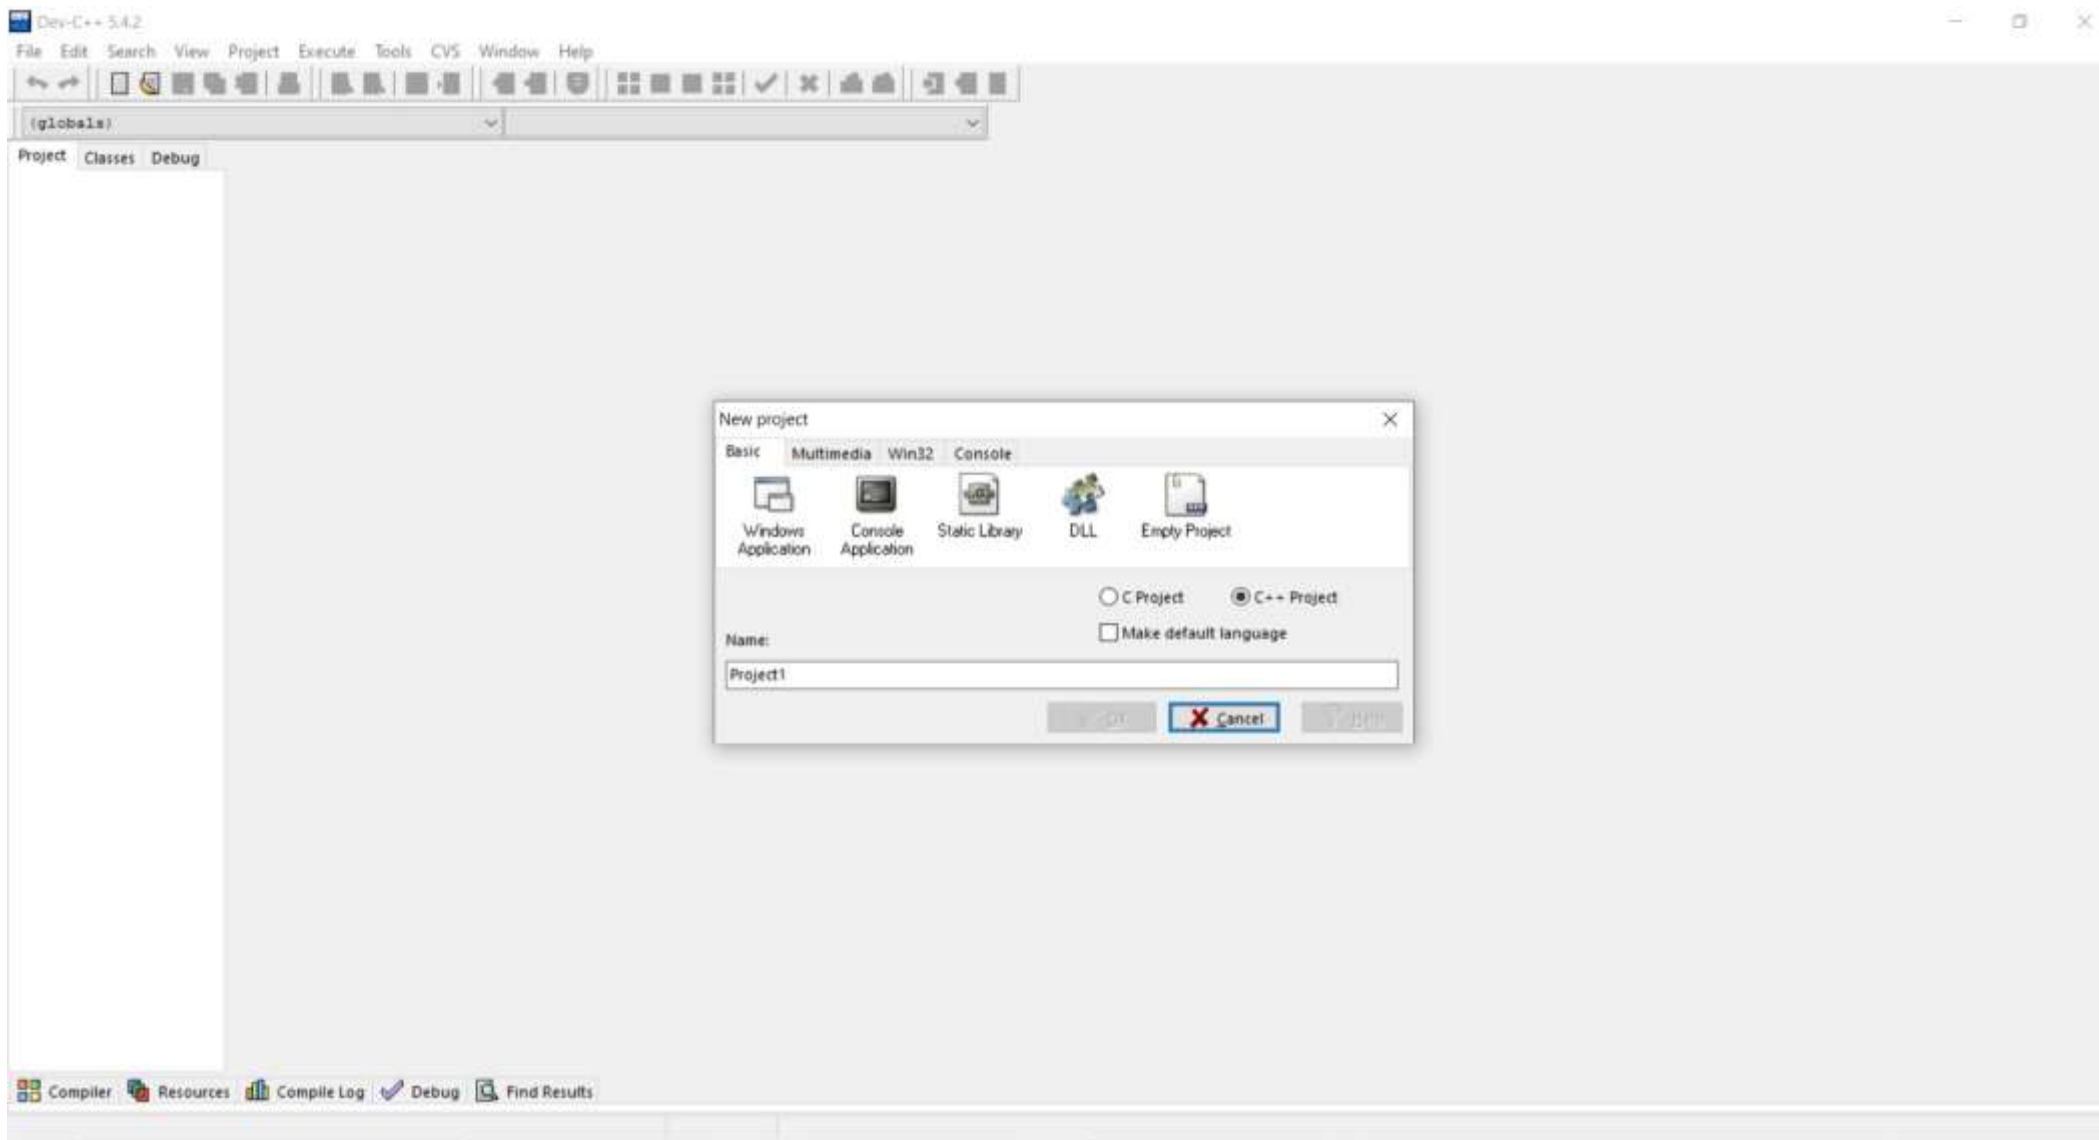 Dev-C++ 5.4.2
File Edit Search View Project Execute Tools CVS Window Help
(globals)
Project Classes Debug
New project
Basic Multimedia Win32 Console
Windows Application
Console Application
Static Library
DLL
Empty Project
C Project C++ Project
Make default language
Name:
Project1
Cancel
Compiler Resources Compile Log Debug Find Results